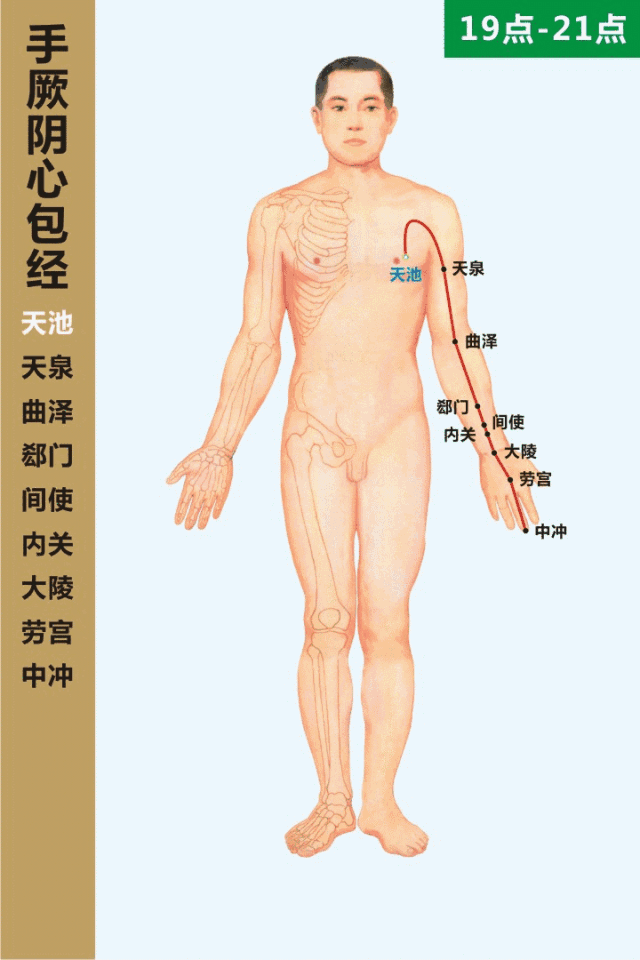 19点-21点
手厥阴心包经
天池
天泉
曲泽
郄门
间使
内关
大陵
劳宫
中冲
天池
天泉
曲泽
郄门
间使
内关
大陵
劳宫
中冲